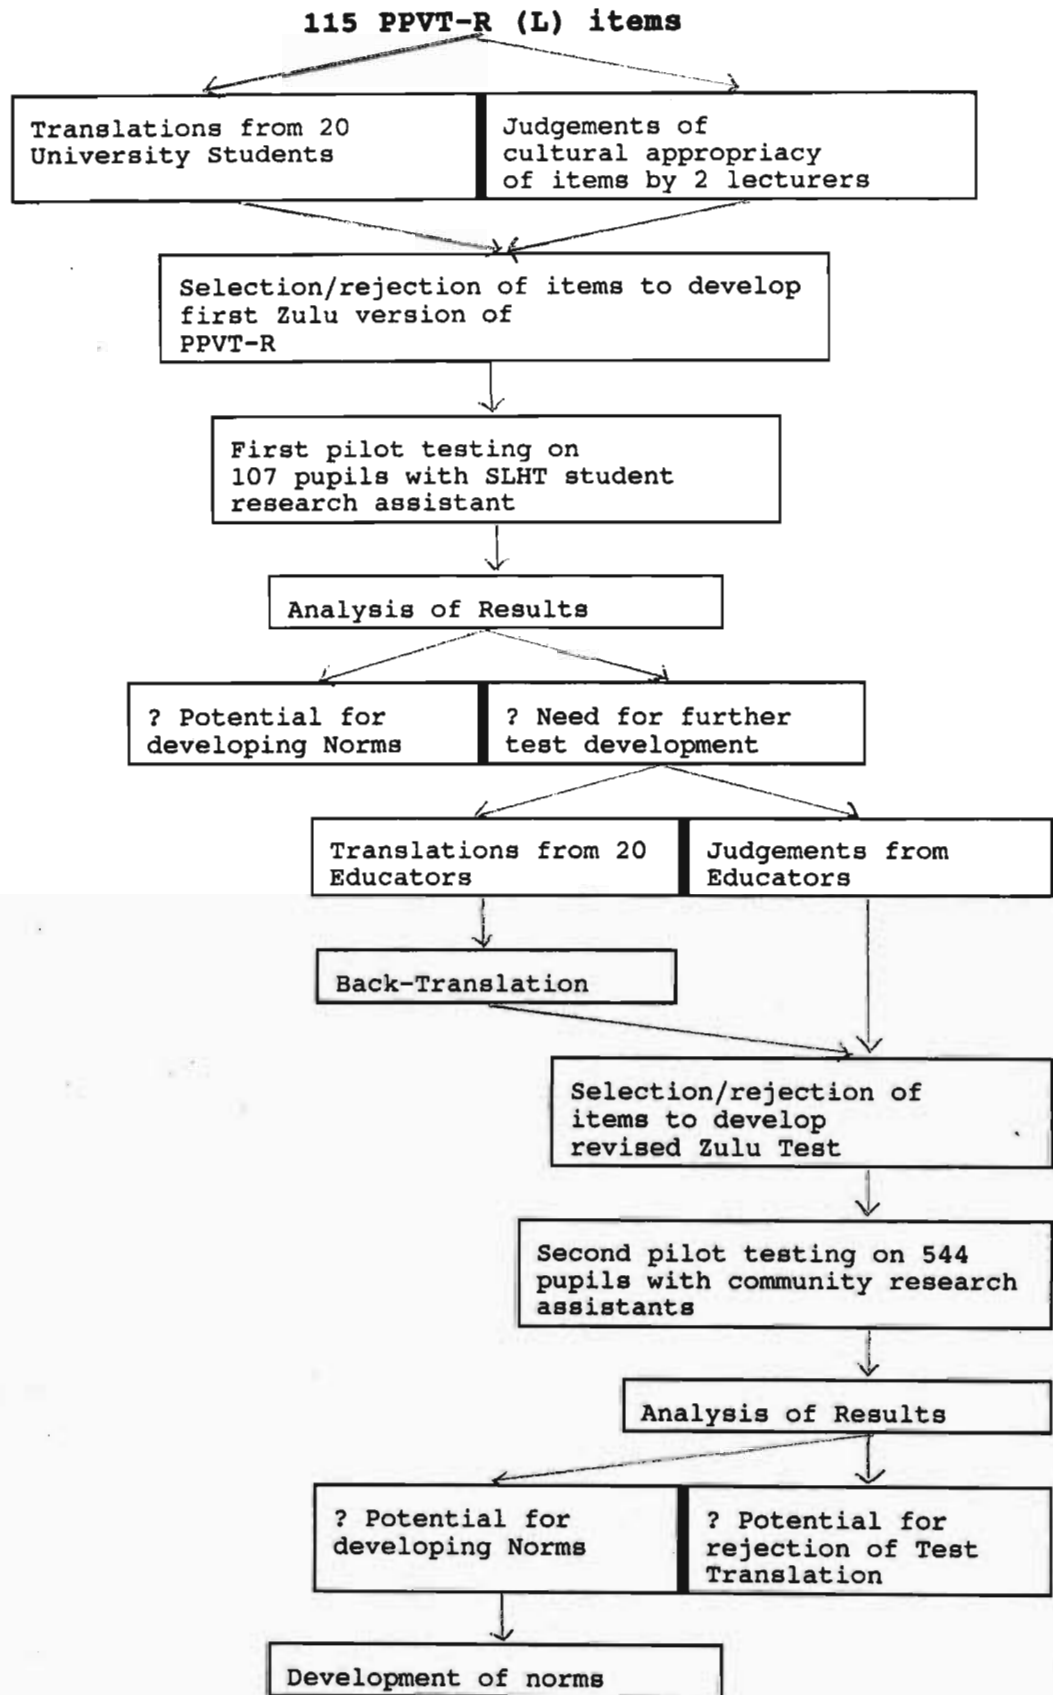 115 PPVT-R (L) items
Translations from 20
University Students
Judgements of
cultural appropriacy
of items by 2 lecturers
Selection/rejection of items to develop
first Zulu version of
PPVT-R
First pilot testing on
107 pupils with SLHT student
research assistant
Analysis of Results
? Potential for
developing Norms
? Need for further
test development
Translations from 20
Educators
Judgements from
Educators
Back-Translation
Selection/rejection of
items to develop
revised Zulu Test
Second pilot testing on 544
pupils with community research
assistants
Analysis of Results
? Potential for
developing Norms
? Potential for
rejection of Test
Translation
Development of norms